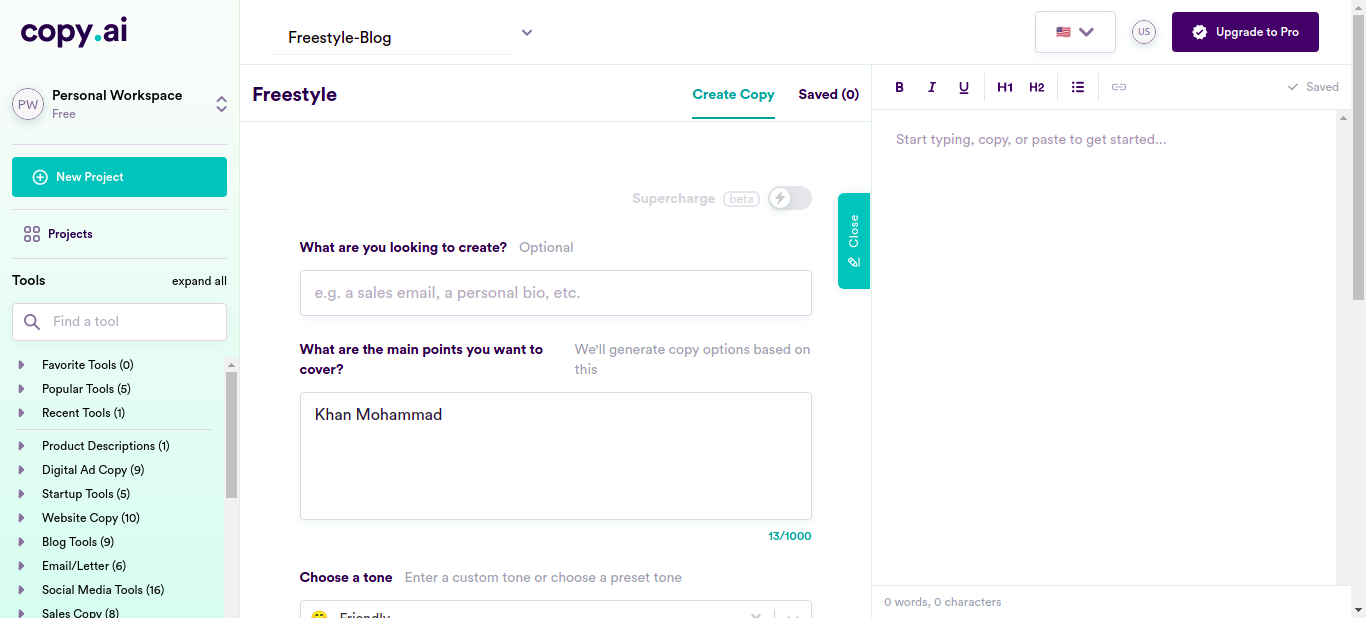 copy.ai
PW
Personal Workspace
Free
New Project
Projects
Tools
expand all
Find a tool
Favorite Tools (0)
Popular Tools (5)
Recent Tools (1)
Product Descriptions (1)
Digital Ad Copy (9)
Startup Tools (5)
Website Copy (10)
Blog Tools (9)
Email/Letter (6)
Social Media Tools (16)
Sales Copy (8)
Freestyle-Blog
US
Upgrade to Pro
Freestyle
Create Copy
Saved (0)
Supercharge beta
What are you looking to create? Optional
e.g. a sales email, a personal bio, etc.
What are the main points you want to
cover?
We'll generate copy options based on
this
Khan Mohammad
13/1000
Choose a tone Enter a custom tone or choose a preset tone
Friendly
Close
B I U H1 H2
Saved
Start typing, copy, or paste to get started...
0 words, 0 characters